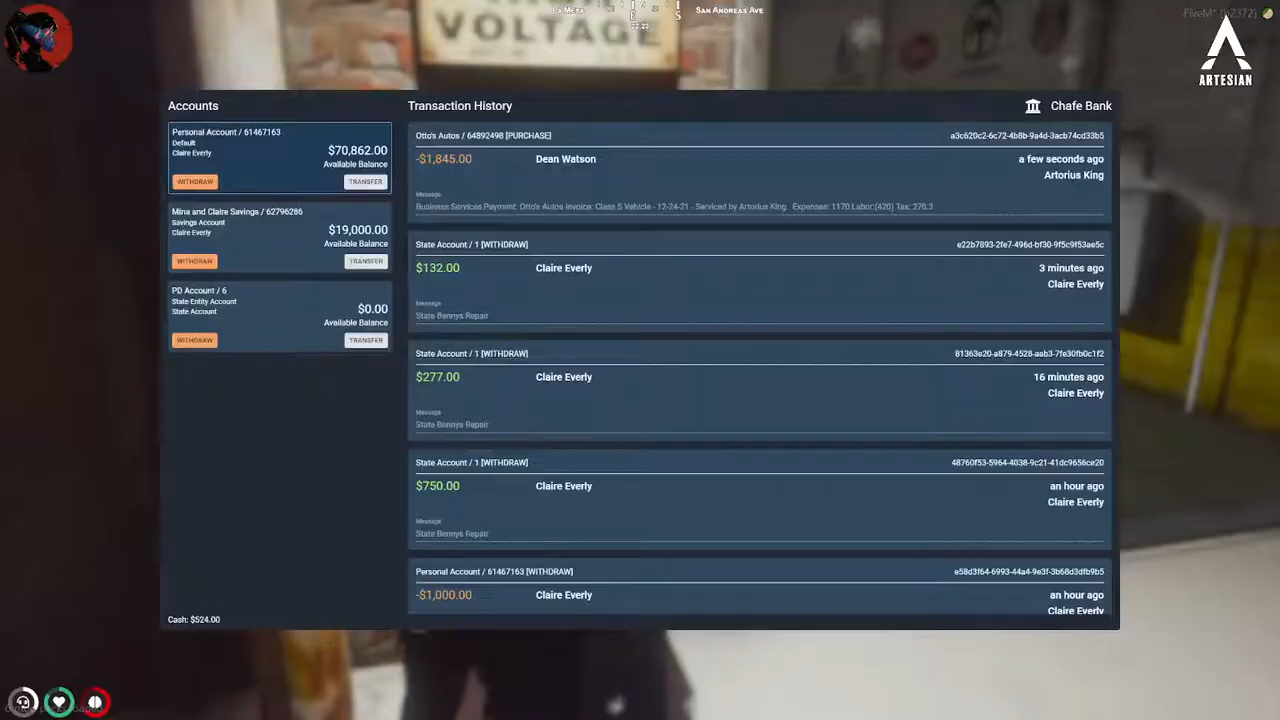 La Mesa
San Andreas Ave
VOLTAGE
ARTESIAN
Accounts
Personal Account / 61467163
Default
Claire Everly
$70,862.00
Available Balance
WITHDRAW
TRANSFER
Mina and Claire Savings / 62796286
Savings Account
Claire Everly
$19,000.00
Available Balance
WITHDRAW
TRANSFER
PD Account / 6
State Entity Account
State Account
$0.00
Available Balance
WITHDRAW
TRANSFER
Cash: $524.00
Transaction History
Chafe Bank
Otto's Autos / 64892498 [PURCHASE]
a3c620c2-6c72-4b8b-9a4d-3acb74cd33b5
-$1,845.00
Dean Watson
a few seconds ago
Artorius King
Message
Business Services Payment: Otto's Autos Invoice: Class S Vehicle - 12-24-21 - Serviced by Artorius King. Expenses: 1170 Labor:(420) Tax: 270.3
State Account / 1 [WITHDRAW]
e22b7893-2fe7-496d-bf30-9f5c9f53ae5c
$132.00
Claire Everly
3 minutes ago
Claire Everly
Message
State Bennys Repair
State Account / 1 [WITHDRAW]
81363e20-a879-4528-aab3-7fe30fb0c1f2
$277.00
Claire Everly
16 minutes ago
Claire Everly
Message
State Bennys Repair
State Account / 1 [WITHDRAW]
48760f53-5964-4038-9c21-41dc9656ce20
$750.00
Claire Everly
an hour ago
Claire Everly
Message
State Bennys Repair
Personal Account / 61467163 [WITHDRAW]
e58d3f64-6993-44a4-9e3f-3b68d3dfb9b5
-$1,000.00
Claire Everly
an hour ago
Claire Everly